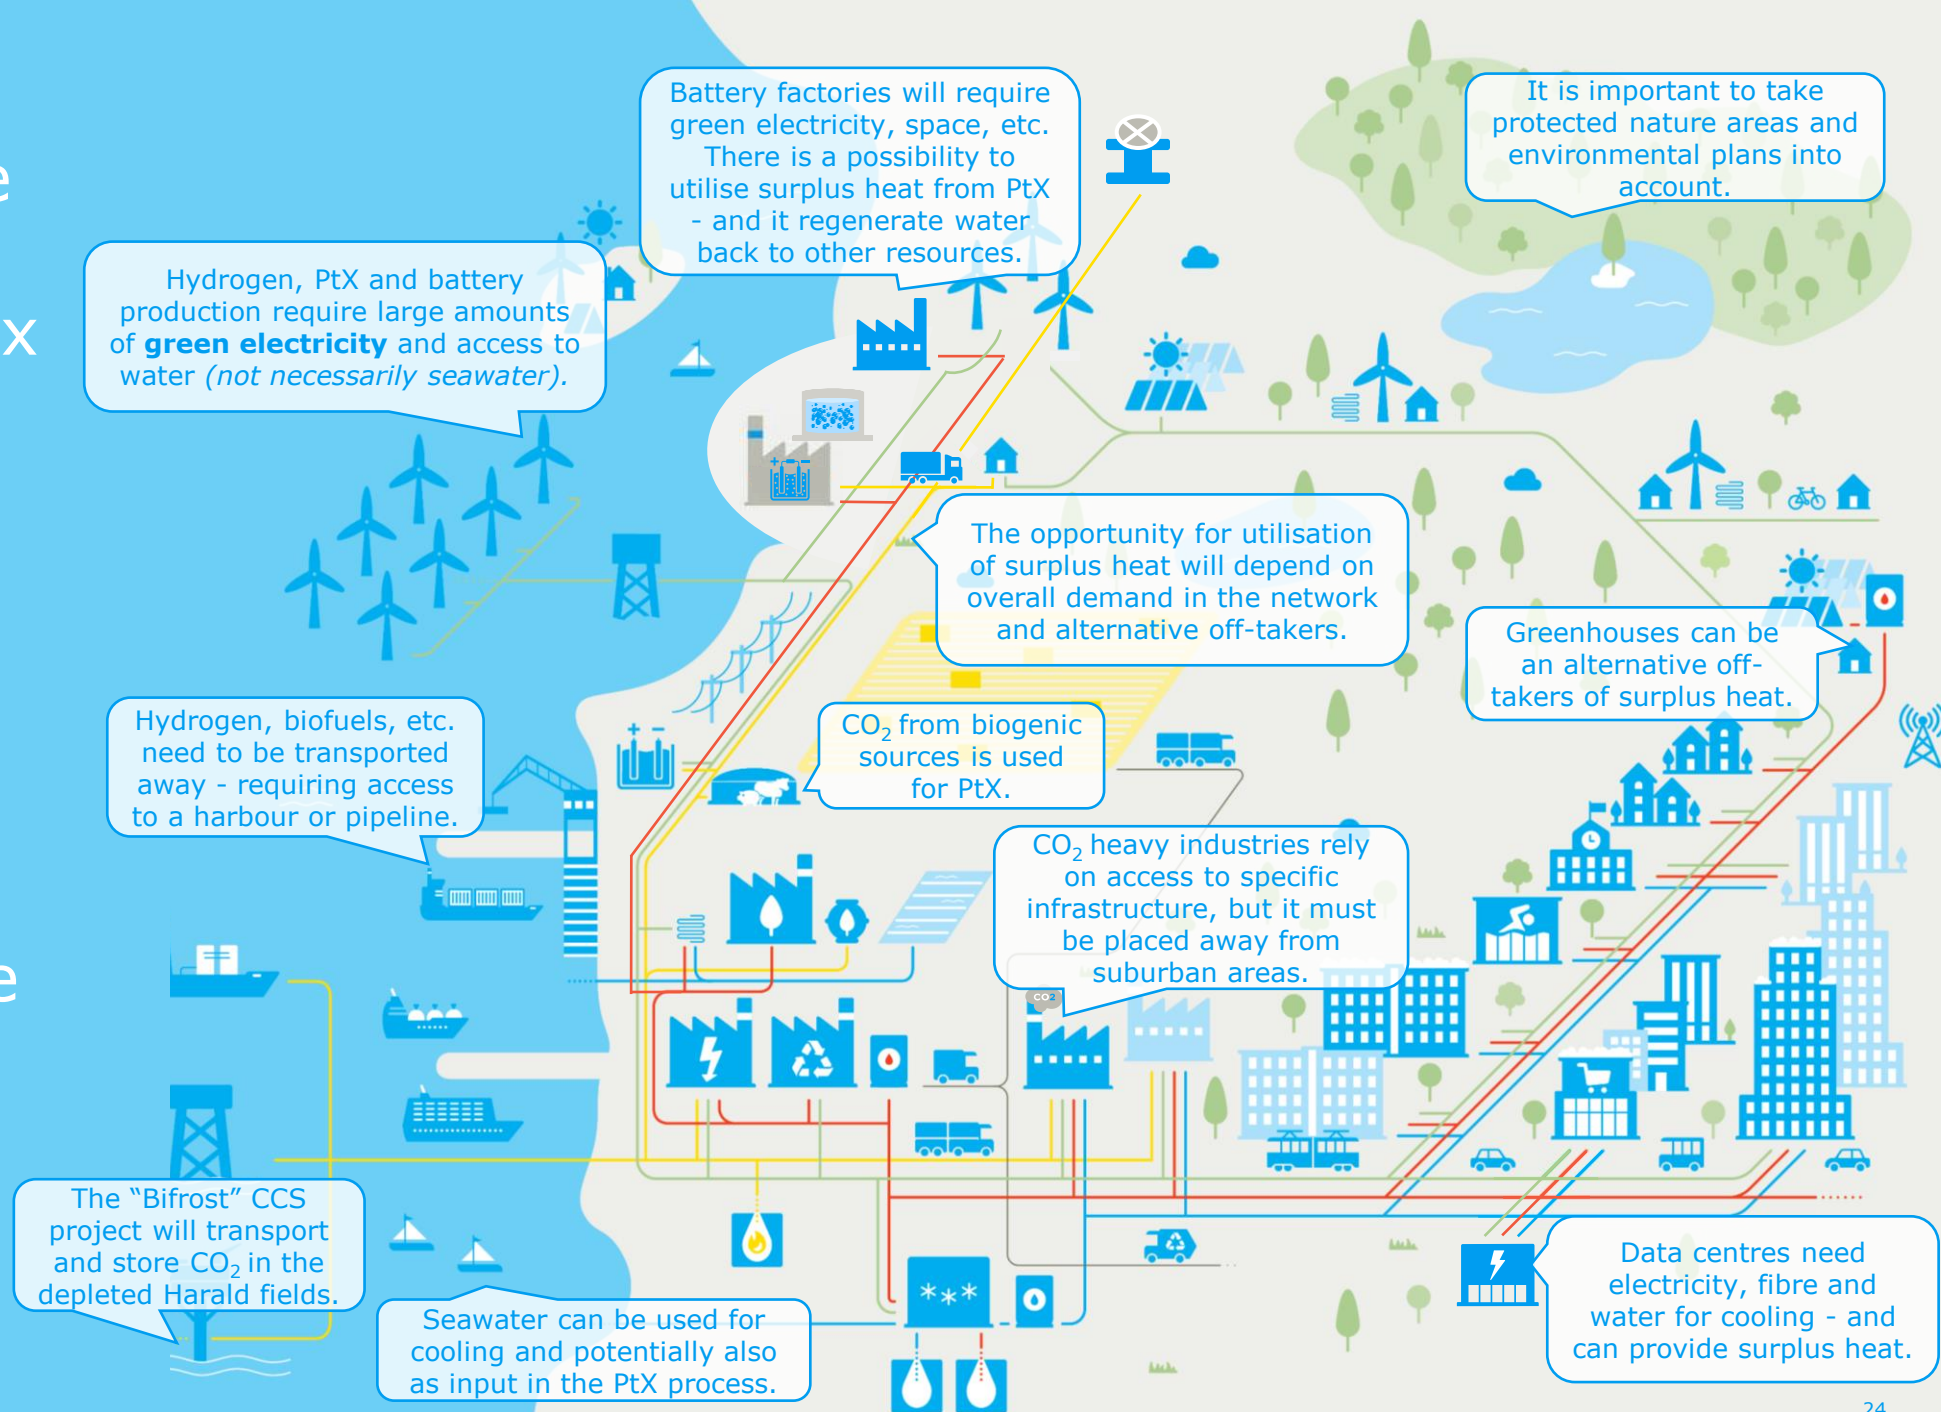 e
x
e
Battery factories will require
green electricity, space, etc.
There is a possibility to
utilise surplus heat from PtX
- and it regenerate water
back to other resources.
It is important to take
protected nature areas and
environmental plans into
account.
Hydrogen, PtX and battery
production require large amounts
of green electricity and access to
water (not necessarily seawater).
The opportunity for utilisation
of surplus heat will depend on
overall demand in the network
and alternative off-takers.
Greenhouses can be
an alternative off-
takers of surplus heat.
Hydrogen, biofuels, etc.
need to be transported
away - requiring access
to a harbour or pipeline.
CO2 from biogenic
sources is used
for PtX.
CO2 heavy industries rely
on access to specific
infrastructure, but it must
be placed away from
suburban areas.
CO2
The “Bifrost” CCS
project will transport
and store CO2 in the
depleted Harald fields.
Seawater can be used for
cooling and potentially also
as input in the PtX process.
Data centres need
electricity, fibre and
water for cooling - and
can provide surplus heat.
24